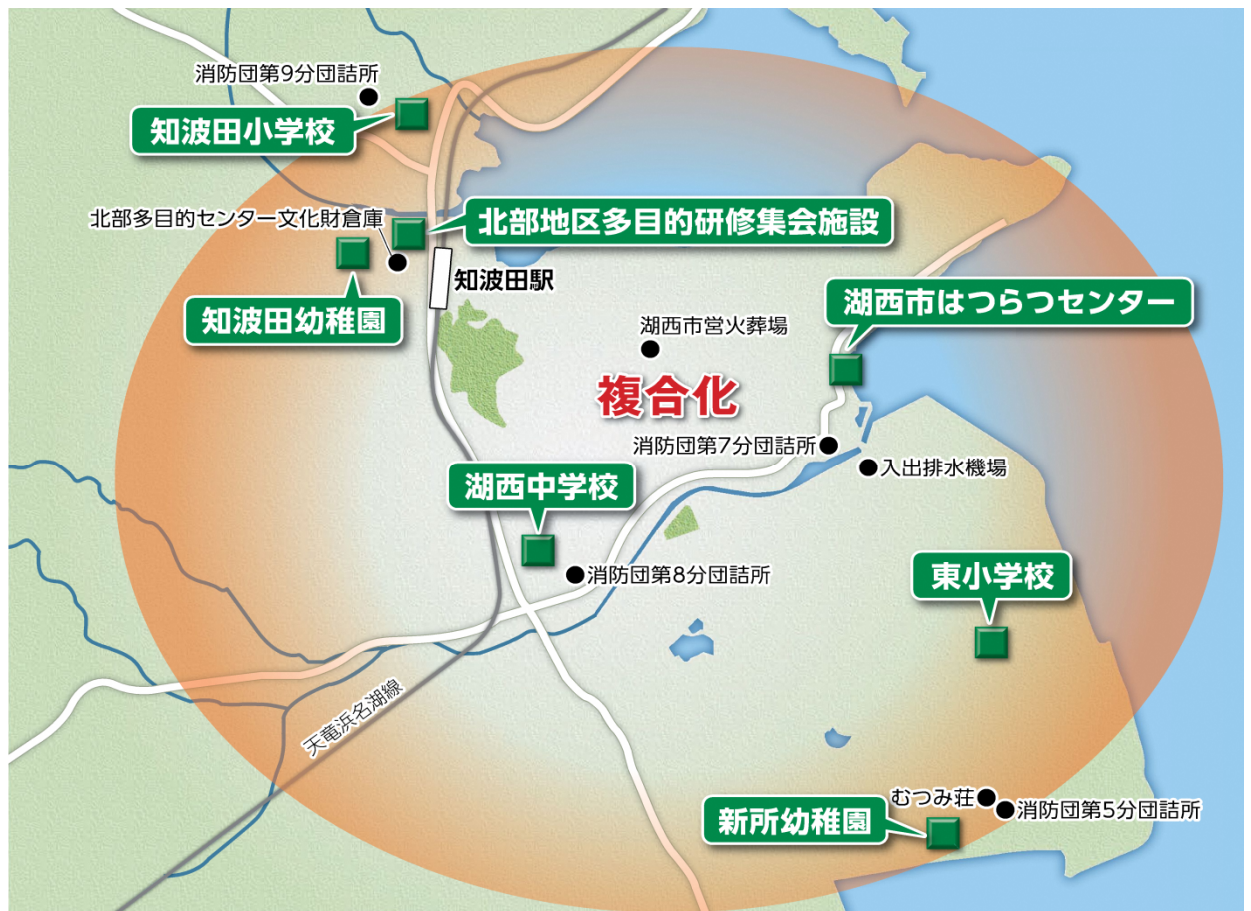 消防団第9分団詰所
知波田小学校
北部多目的センター文化財倉庫
北部地区多目的研修集会施設
知波田幼稚園
知波田駅
湖西市はつらつセンター
湖西市営火葬場
複合化
消防団第7分団詰所
入出排水機場
湖西中学校
消防団第8分団詰所
東小学校
天竜浜名湖線
むつみ荘
消防団第5分団詰所
新所幼稚園